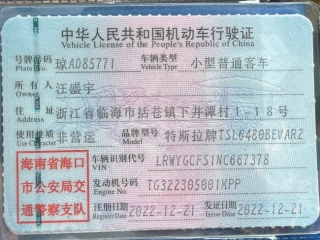 中华人民共和国机动车行驶证
Vehicle License of the People's Republic of China
号牌号码 琼AD85771 车辆类型 小型普通客车
Plate No. Vehicle Type
所有人 汪盛宇
Owner
住址 浙江省临海市括苍镇下井潭村1-18号
Address
使用性质 非营运 品牌型号 特斯拉牌TSL6480BEVAR2
Use Character Model
海南省海口市公安局交通警察支队
车辆识别代号 LRWYGCFS1NC667378
VIN
发动机号码 TG322305001KPP
Engine No.
注册日期 2022-12-21 发证日期 2022-12-21
Register Date Issue Date